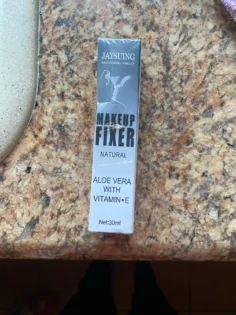 JAYSUING
MAKEUP
FIXER
NATURAL
ALOE VERA
WITH
VITAMIN+E
Net:30ml